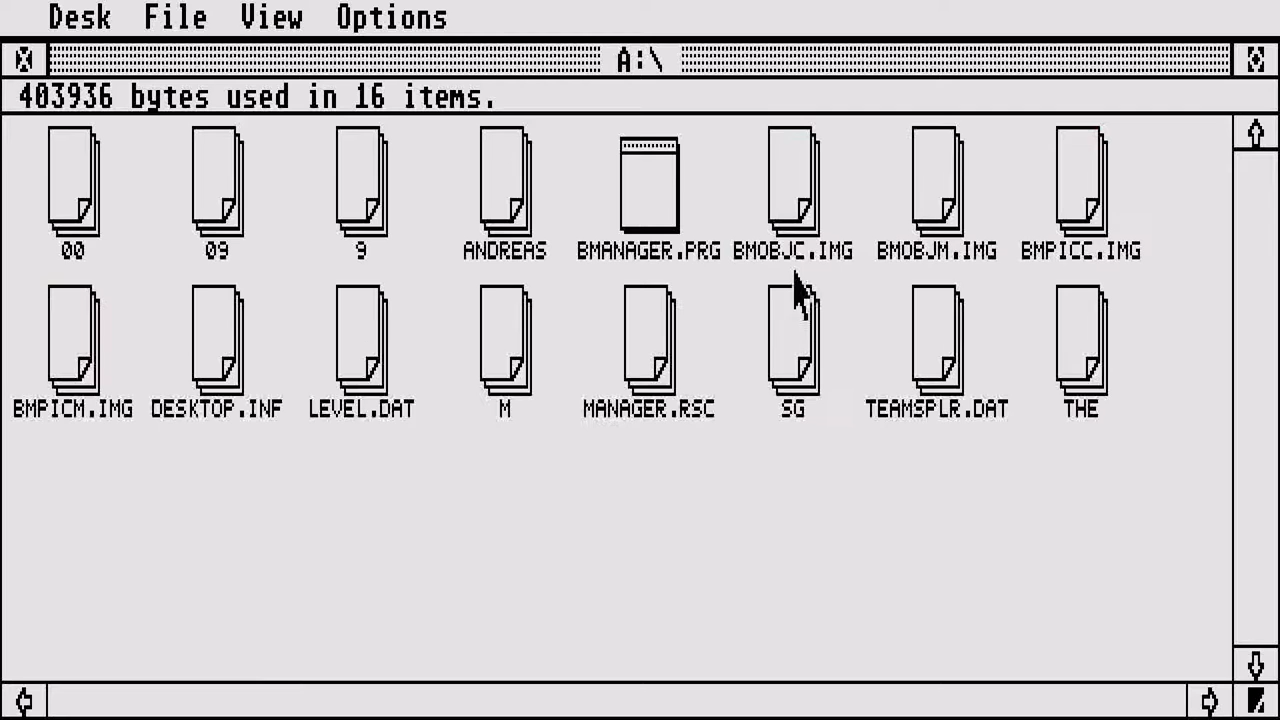 Desk File View Options
A:\
403936 bytes used in 16 items.
00 09 9 ANDREAS BMANAGER.PRG BMOBJC.IMG BMOBJM.IMG BMPICC.IMG
BMPICM.IMG DESKTOP.INF LEVEL.DAT M MANAGER.RSC SG TEAMSPLR.DAT THE